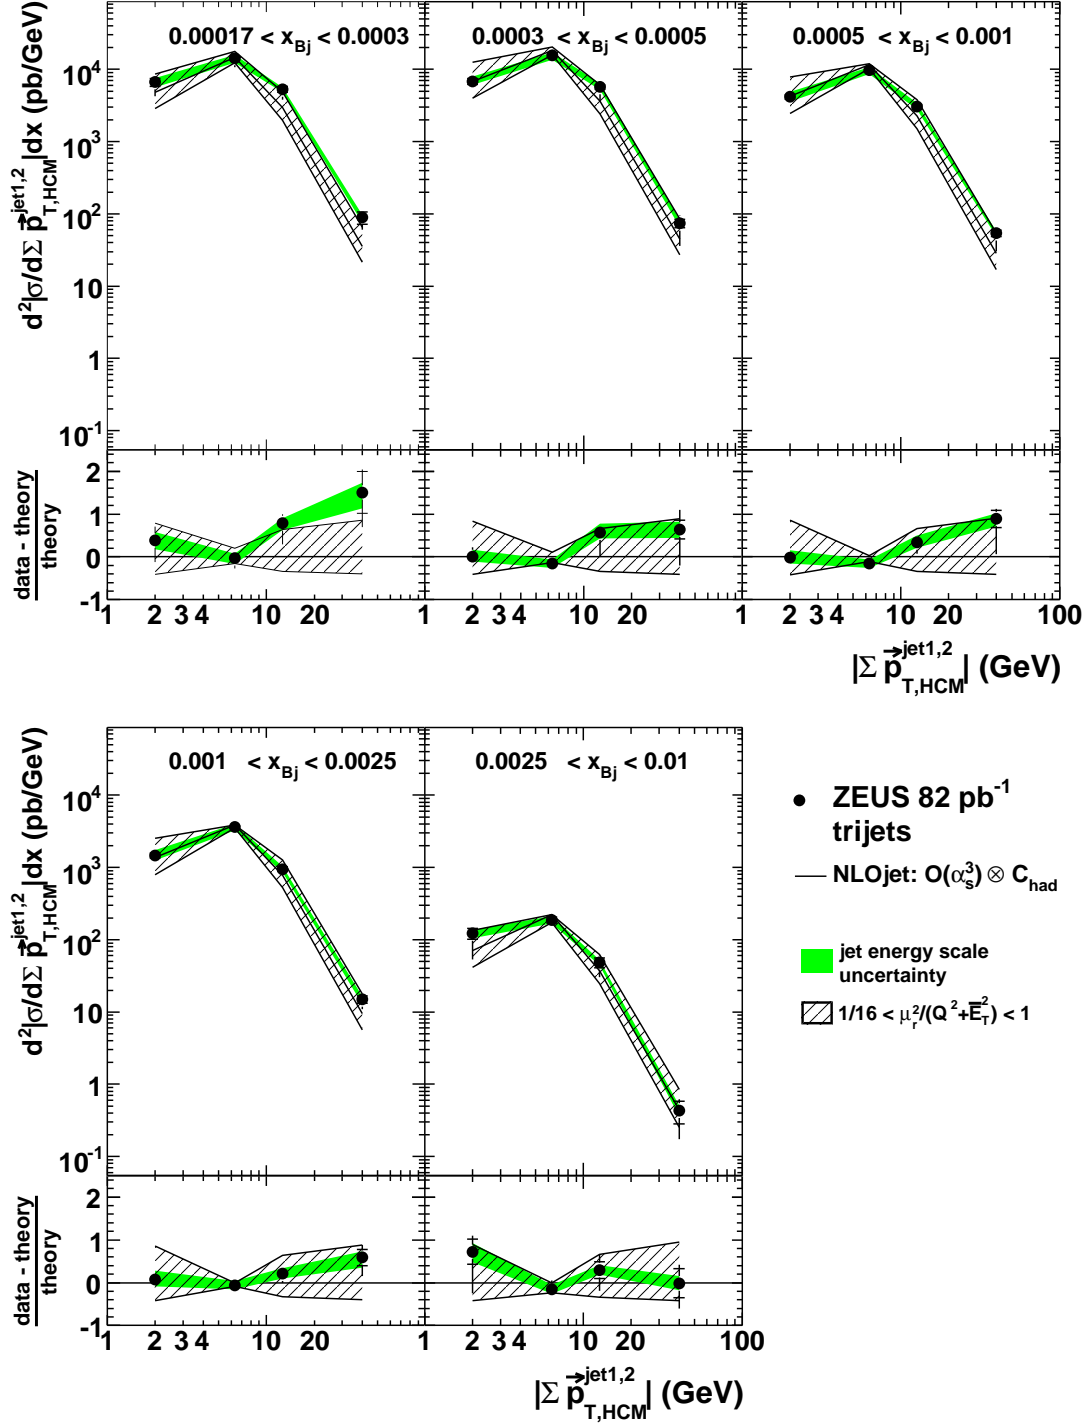 0.00017 < x_Bj < 0.0003
0.0003 < x_Bj < 0.0005
0.0005 < x_Bj < 0.001
d²|σ/dΣ p⃗_T,HCM^jet1,2|dx (pb/GeV)
10⁴
10³
10²
10
1
10⁻¹
data - theory
theory
2
1
0
-1
1 2 3 4 10 20 1 2 3 4 10 20 1 2 3 4 10 20 100
|Σ p⃗_T,HCM^jet1,2| (GeV)
0.001 < x_Bj < 0.0025
0.0025 < x_Bj < 0.01
d²|σ/dΣ p⃗_T,HCM^jet1,2|dx (pb/GeV)
10⁴
10³
10²
10
1
10⁻¹
data - theory
theory
2
1
0
-1
1 2 3 4 10 20 1 2 3 4 10 20 100
|Σ p⃗_T,HCM^jet1,2| (GeV)
ZEUS 82 pb⁻¹
trijets
NLOjet: O(α_s³) ⊗ C_had
jet energy scale
uncertainty
1/16 < μ_r²/(Q²+E̅_T²) < 1